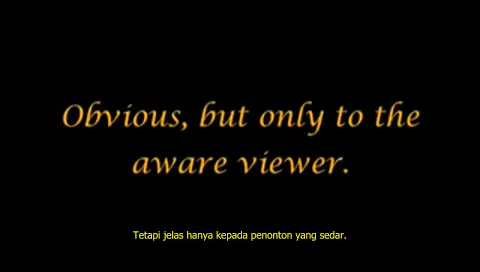 Obvious, but only to the
aware viewer.
Tetapi jelas hanya kepada penonton yang sedar.